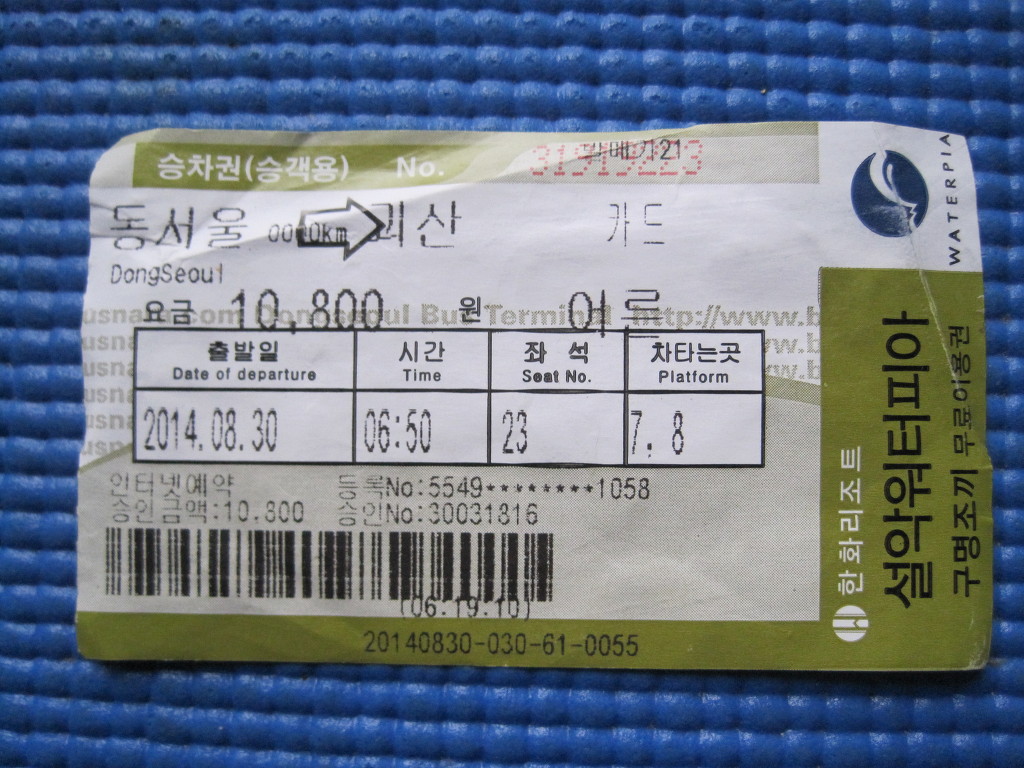 승차권(승객용) No. 발매기21
동서울 괴산 카드
DongSeoul
요금 10,800 원 어른
출발일 시간 좌 석 차타는곳
Date of departure Time Seat No. Platform
2014.08.30 06:50 23 7, 8
인터넷예약 등록No:5549********1058
승인금액:10.800 승인No:30031816
(06:19:10)
20140830-030-61-0055
WATERPIA
한화리조트
설악워터피아
구명조끼 무료이용권